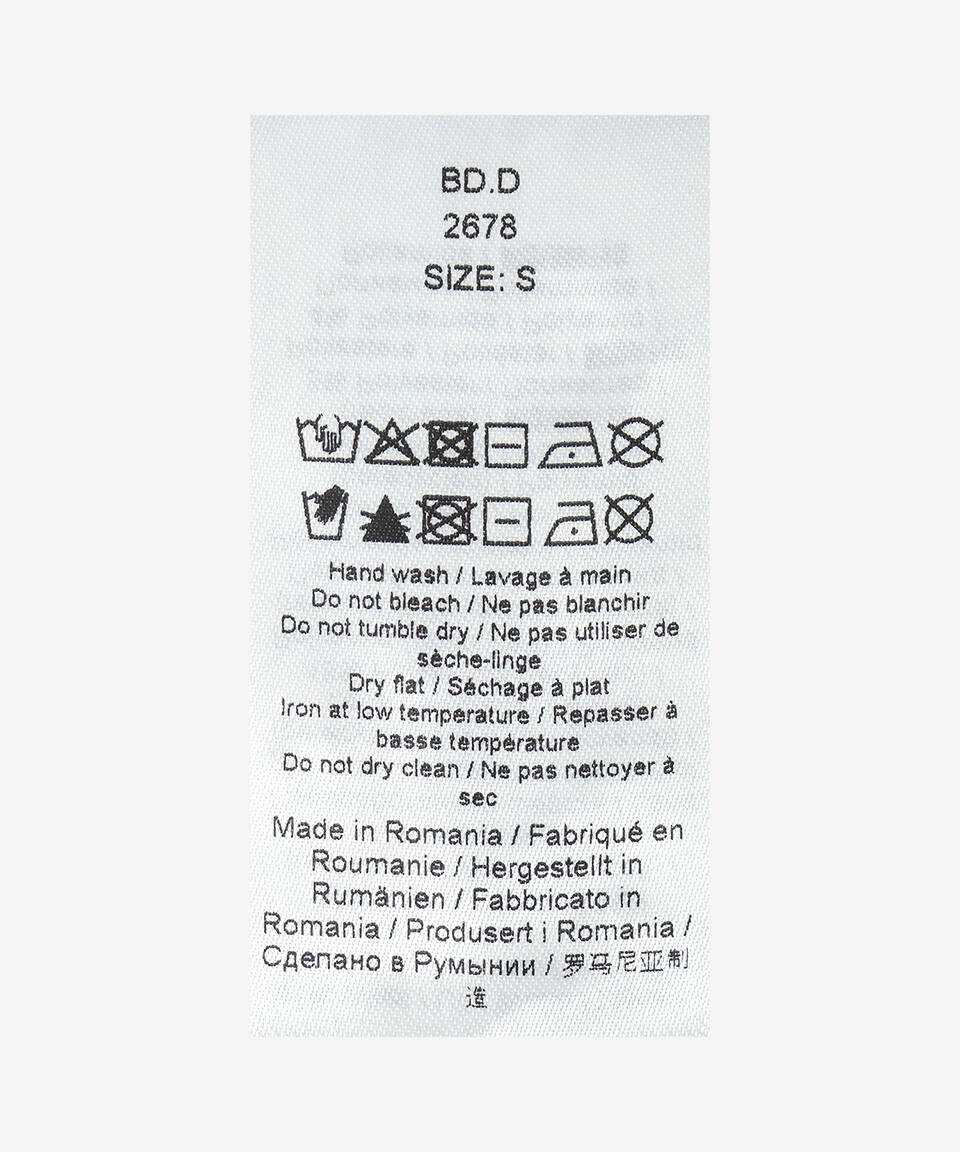 BD.D
2678
SIZE: S
Hand wash / Lavage à main
Do not bleach / Ne pas blanchir
Do not tumble dry / Ne pas utiliser de
sèche-linge
Dry flat / Séchage à plat
Iron at low temperature / Repasser à
basse température
Do not dry clean / Ne pas nettoyer à
sec
Made in Romania / Fabriqué en
Roumanie / Hergestellt in
Rumänien / Fabbricato in
Romania / Produsert i Romania /
Сделано в Румынии / 罗马尼亚制
造